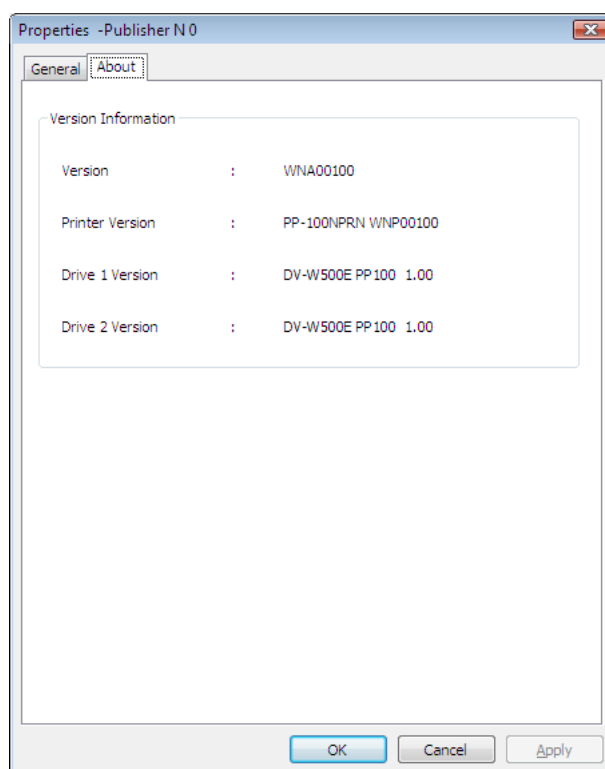 Properties -Publisher N 0
General About
Version Information
Version : WNA00100
Printer Version : PP-100NPRN WNP00100
Drive 1 Version : DV-W500E PP100 1.00
Drive 2 Version : DV-W500E PP100 1.00
OK Cancel Apply